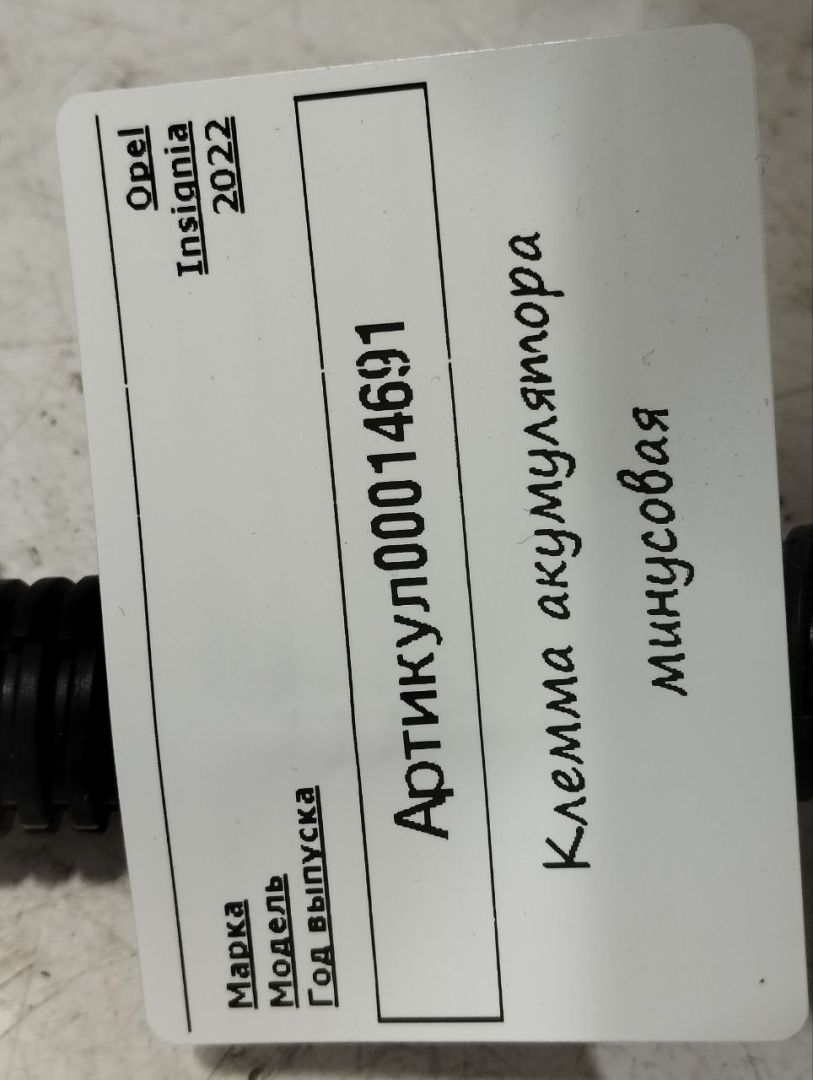 Марка Opel
Модель Insignia
Год выпуска 2022
Артикул00014691
Клемма акумулятора
минусовая